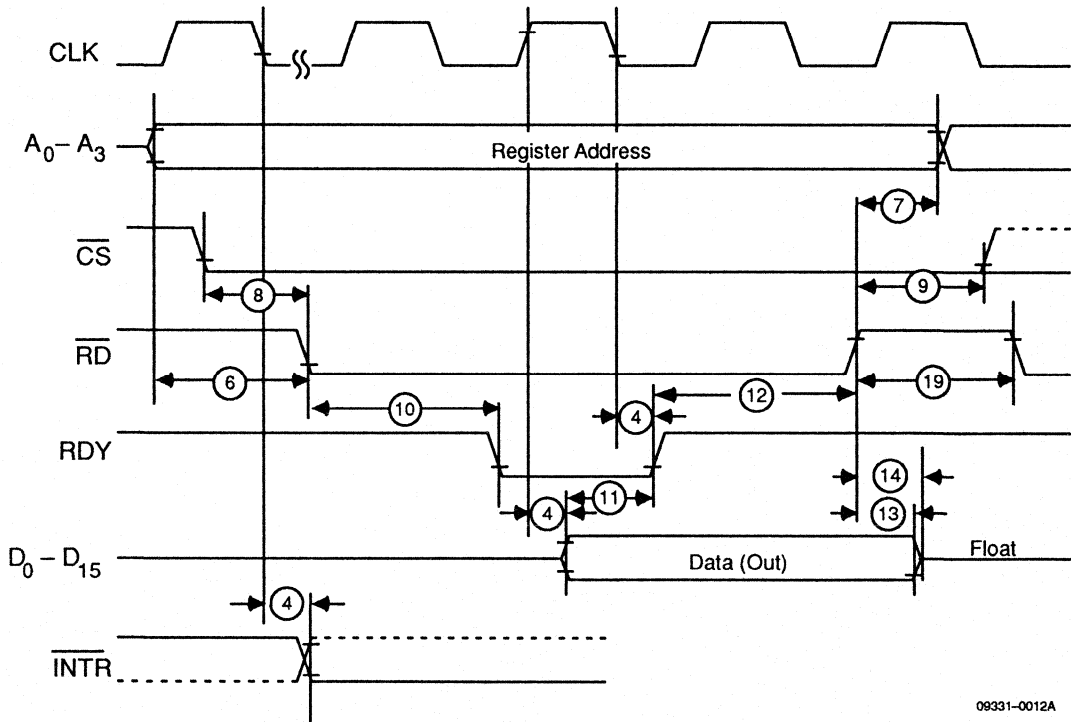 CLK
A0 – A3
Register Address
7
CS
8
9
RD
6
19
10
12
4
RDY
14
11
4
13
D0 – D15
Data (Out)
Float
4
INTR
09331–0012A